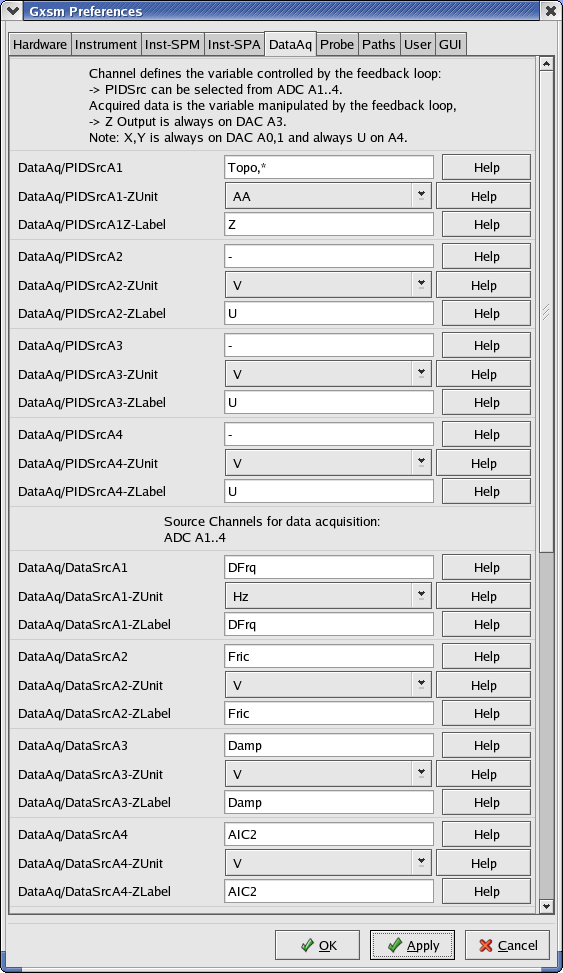 Gxsm Preferences
Hardware Instrument Inst-SPM Inst-SPA DataAq Probe Paths User GUI
Channel defines the variable controlled by the feedback loop:
-> PIDSrc can be selected from ADC A1..4.
Acquired data is the variable manipulated by the feedback loop,
-> Z Output is always on DAC A3.
Note: X,Y is always on DAC A0,1 and always U on A4.
DataAq/PIDSrcA1 Topo,* Help
DataAq/PIDSrcA1-ZUnit AA Help
DataAq/PIDSrcA1Z-Label Z Help
DataAq/PIDSrcA2 - Help
DataAq/PIDSrcA2-ZUnit V Help
DataAq/PIDSrcA2-ZLabel U Help
DataAq/PIDSrcA3 - Help
DataAq/PIDSrcA3-ZUnit V Help
DataAq/PIDSrcA3-ZLabel U Help
DataAq/PIDSrcA4 - Help
DataAq/PIDSrcA4-ZUnit V Help
DataAq/PIDSrcA4-ZLabel U Help
Source Channels for data acquisition:
ADC A1..4
DataAq/DataSrcA1 DFrq Help
DataAq/DataSrcA1-ZUnit Hz Help
DataAq/DataSrcA1-ZLabel DFrq Help
DataAq/DataSrcA2 Fric Help
DataAq/DataSrcA2-ZUnit V Help
DataAq/DataSrcA2-ZLabel Fric Help
DataAq/DataSrcA3 Damp Help
DataAq/DataSrcA3-ZUnit V Help
DataAq/DataSrcA3-ZLabel Damp Help
DataAq/DataSrcA4 AIC2 Help
DataAq/DataSrcA4-ZUnit V Help
DataAq/DataSrcA4-ZLabel AIC2 Help
OK Apply Cancel